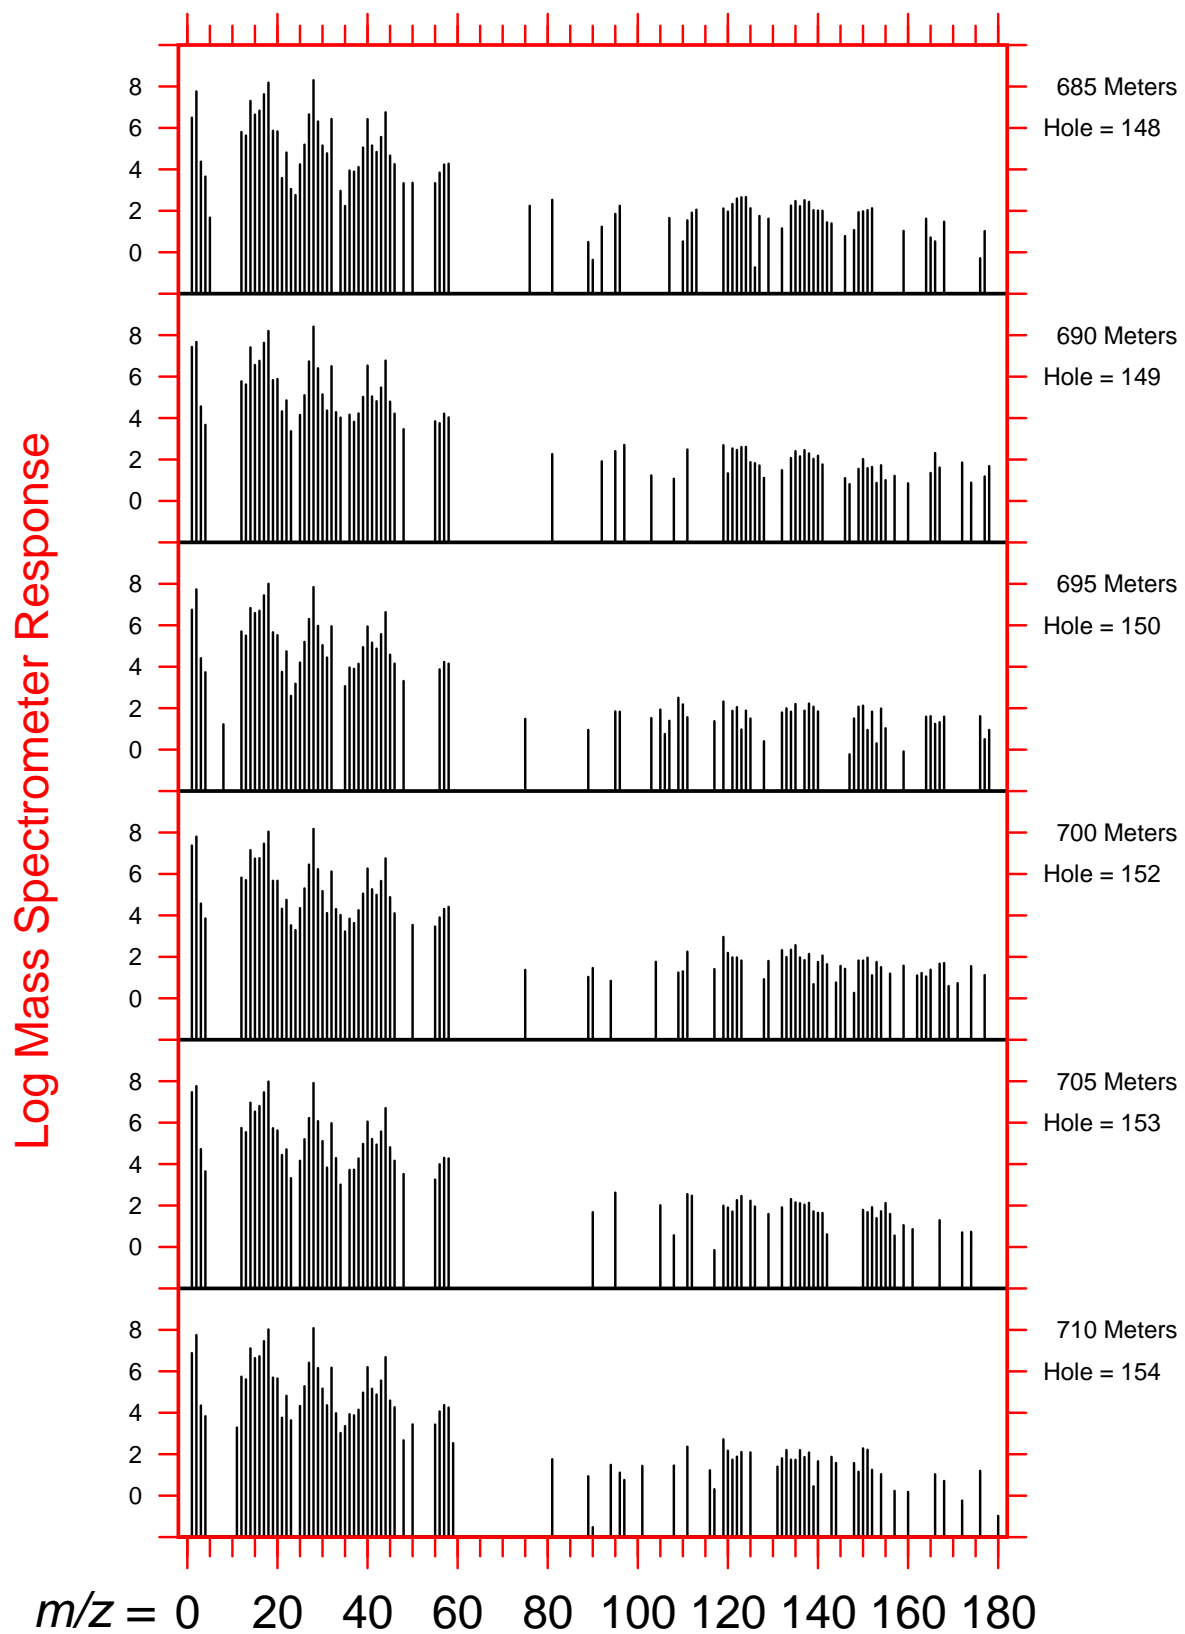 Log Mass Spectrometer Response
8
6
4
2
0
685 Meters
Hole = 148
8
6
4
2
0
690 Meters
Hole = 149
8
6
4
2
0
695 Meters
Hole = 150
8
6
4
2
0
700 Meters
Hole = 152
8
6
4
2
0
705 Meters
Hole = 153
8
6
4
2
0
710 Meters
Hole = 154
m/z = 0 20 40 60 80 100 120 140 160 180